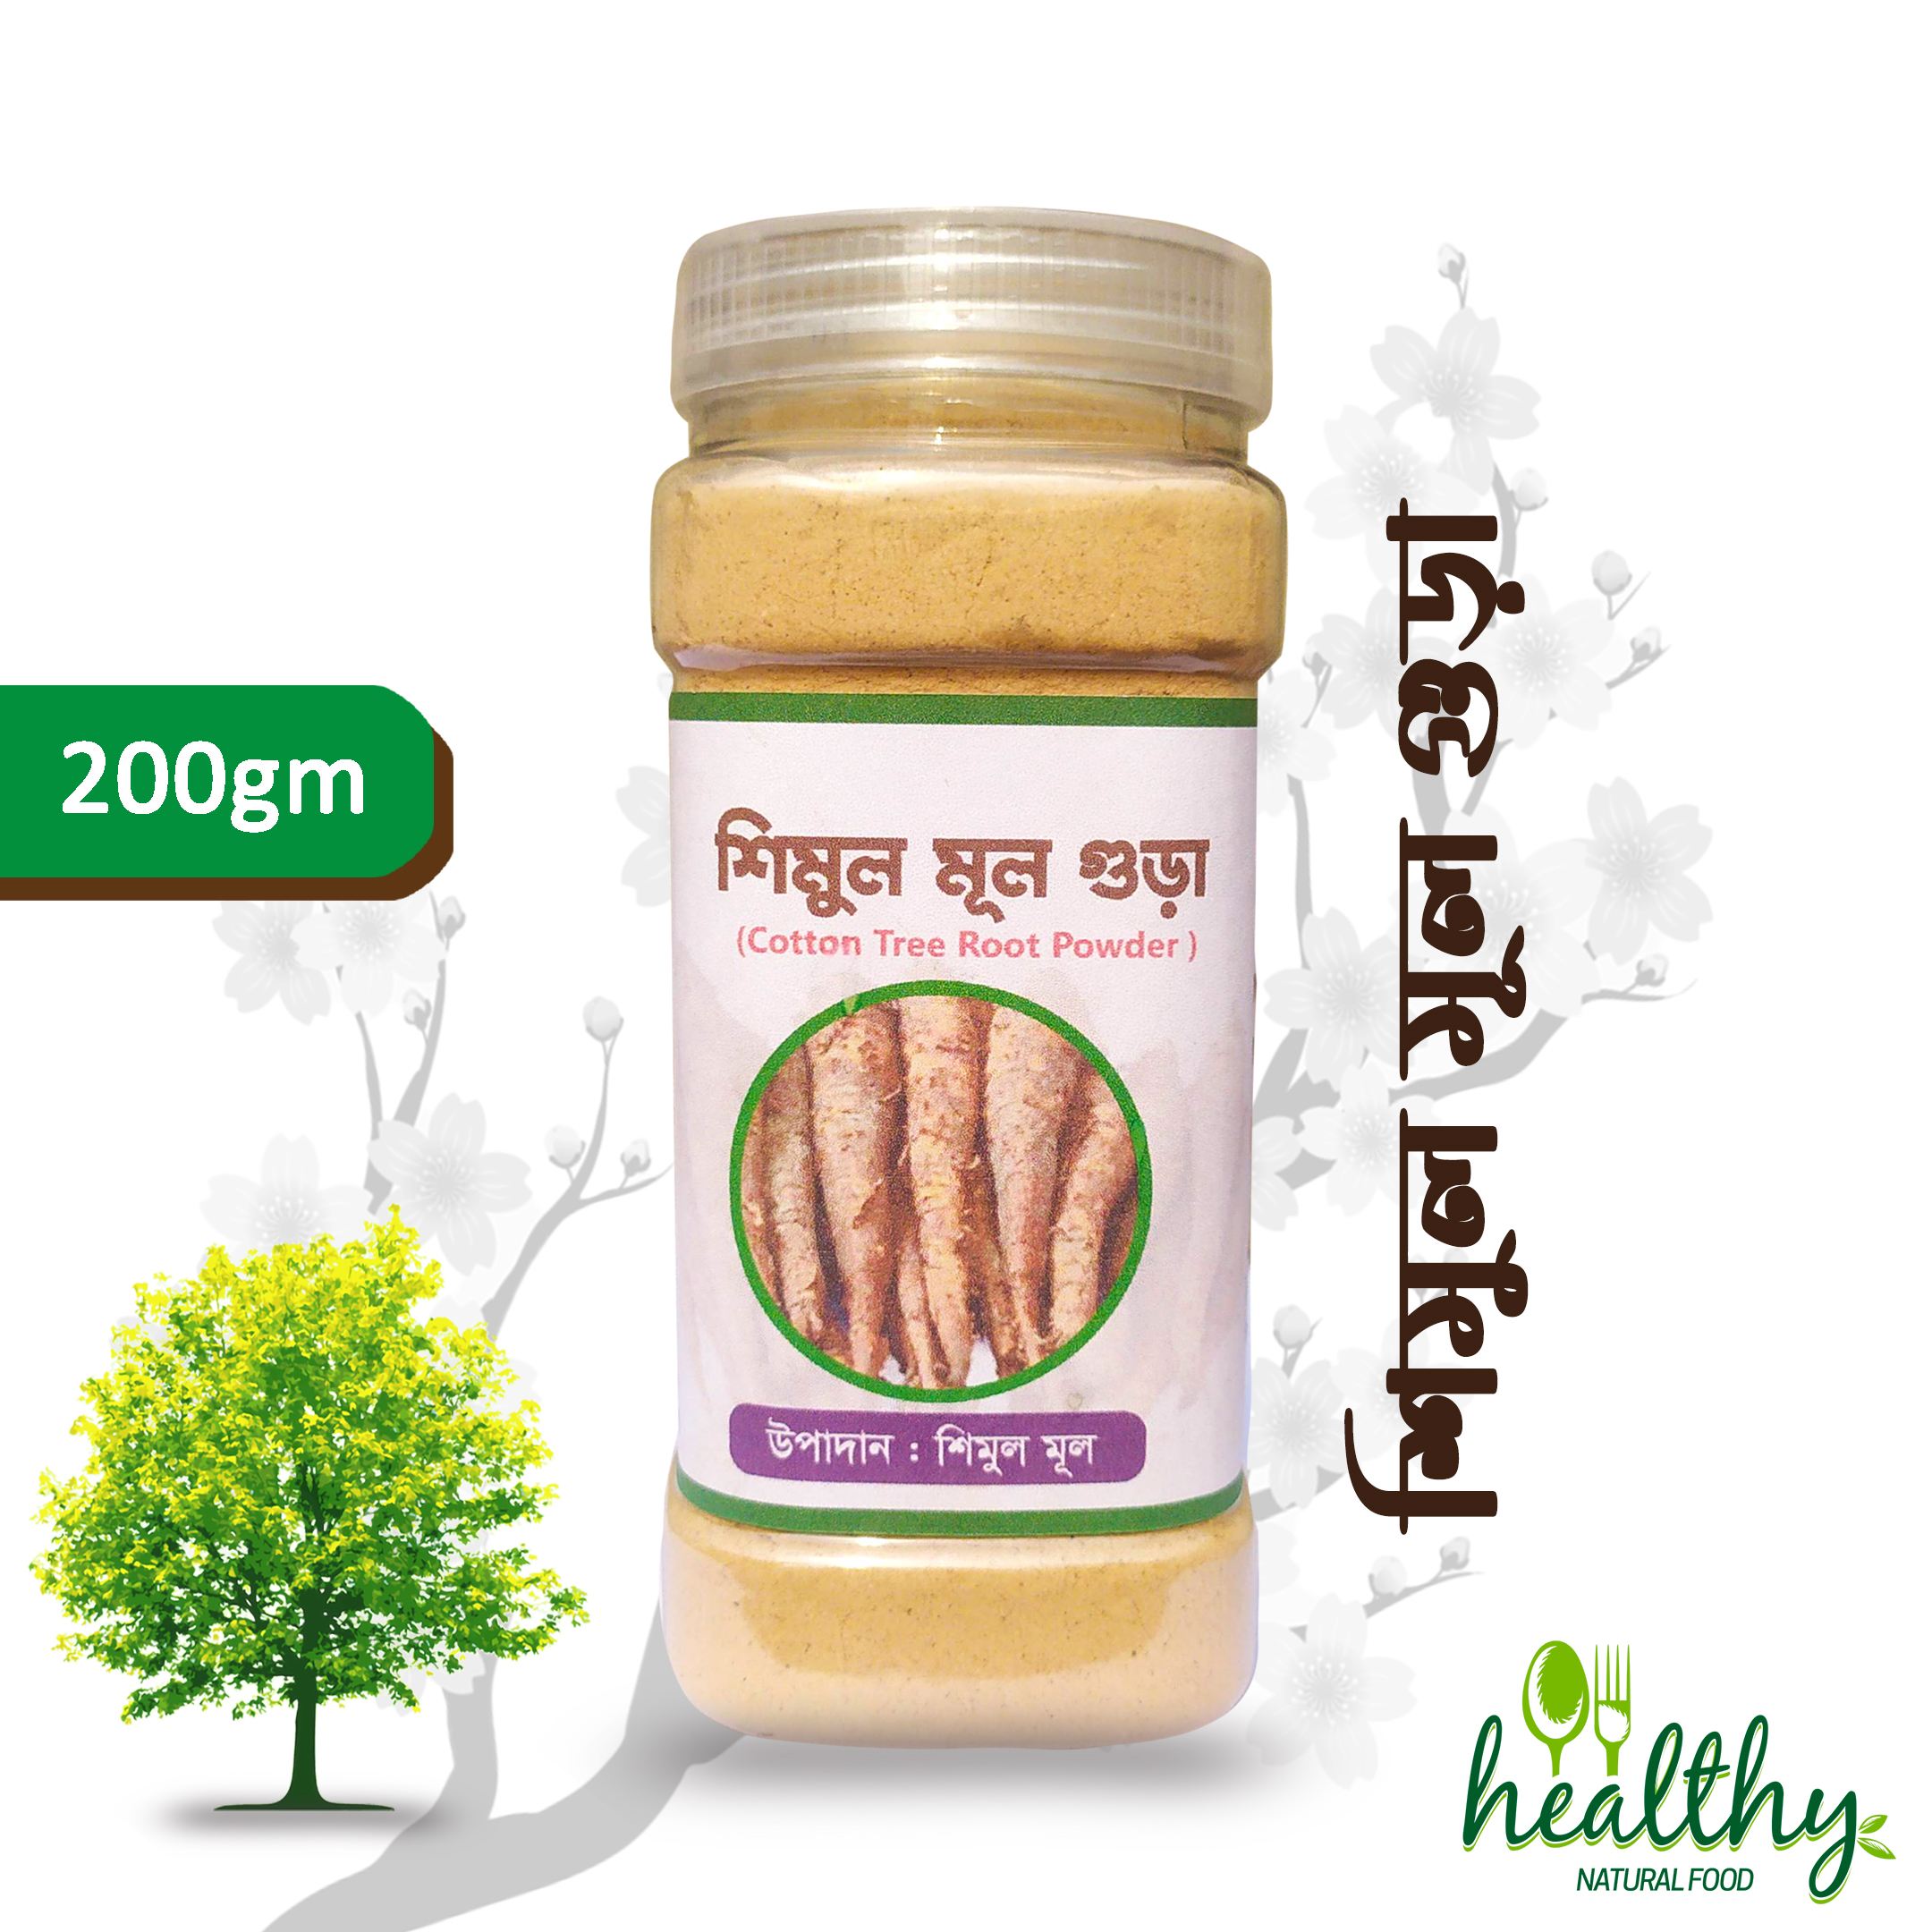 200gm
শিমুল মূল গুড়া
(Cotton Tree Root Powder )
উপাদান : শিমুল মূল
শিমুল মূল গুড়া
healthy
NATURAL FOOD